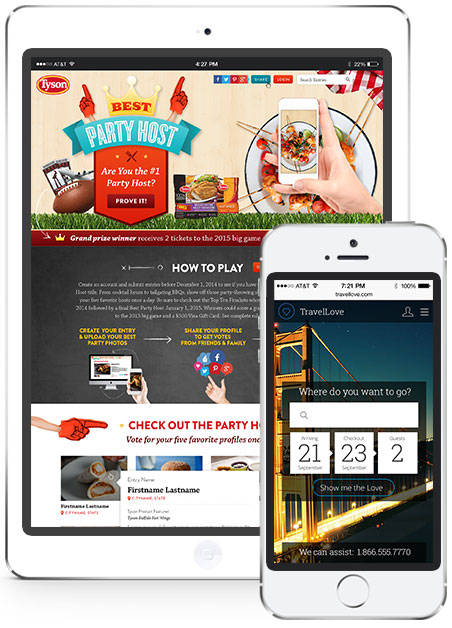 AT&T
4:27 PM
22%
Tyson
SHARE
LOGIN
Search Entries
BEST
PARTY HOST
Are You the #1
Party Host?
PROVE IT!
Grand prize winner receives 2 tickets to the 2015 big game
HOW TO PLAY
Create an account and submit entries before December 1, 2014 to see if you have
Host title. From cocktail hours to tailgating BBQs, show off those party-throwing
your five favorite hosts once a day. Be sure to check out the Top Ten Finalists
2014 followed by a final Best Party Host January 1, 2015. Winners could score a
to the 2015 big game and a $500 Visa Gift Card. See complete
CREATE YOUR ENTRY
& UPLOAD YOUR BEST
PARTY PHOTOS
SHARE YOUR PROFILE
TO GET VOTES
FROM FRIENDS & FAMILY
CHECK OUT THE PARTY HO
Vote for your five favorite profiles onc
Firstname Lastname
CITYNAME, STATE
Entry Name
Firstname Lastname
CITYNAME, STATE
Tyson Product Featured
Tyson Buffalo Hot Wings
AT&T
7:21 PM
100%
travellove.com
TravelLove
Where do you want to go?
Arriving
21
September
Checkout
23
September
Guests
2
Show me the Love
We can assist: 1.866.555.7770